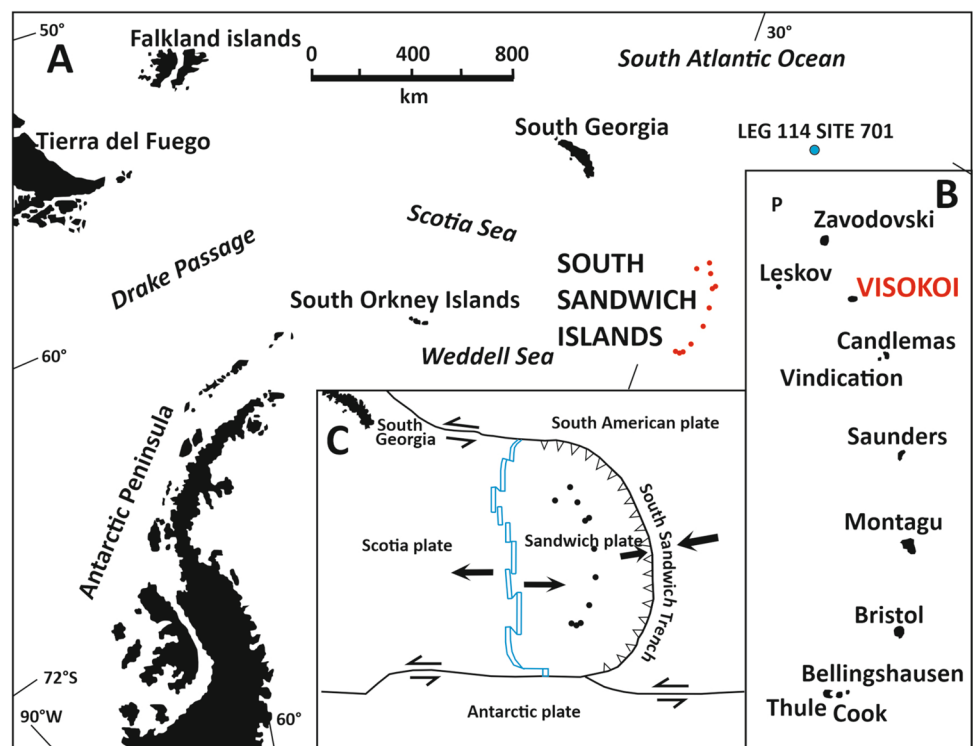 50°
A
Falkland islands
0 400 800
km
30°
South Atlantic Ocean
Tierra del Fuego
South Georgia
LEG 114 SITE 701
Scotia Sea
Drake Passage
SOUTH
SANDWICH
ISLANDS
South Orkney Islands
Weddell Sea
60°
Antarctic Peninsula
72°S
90°W
60°
B
P
Zavodovski
Leskov
VISOKOI
Candlemas
Vindication
Saunders
Montagu
Bristol
Bellingshausen
Thule
Cook
C
South
Georgia
South American plate
Scotia plate
Sandwich plate
South Sandwich Trench
Antarctic plate